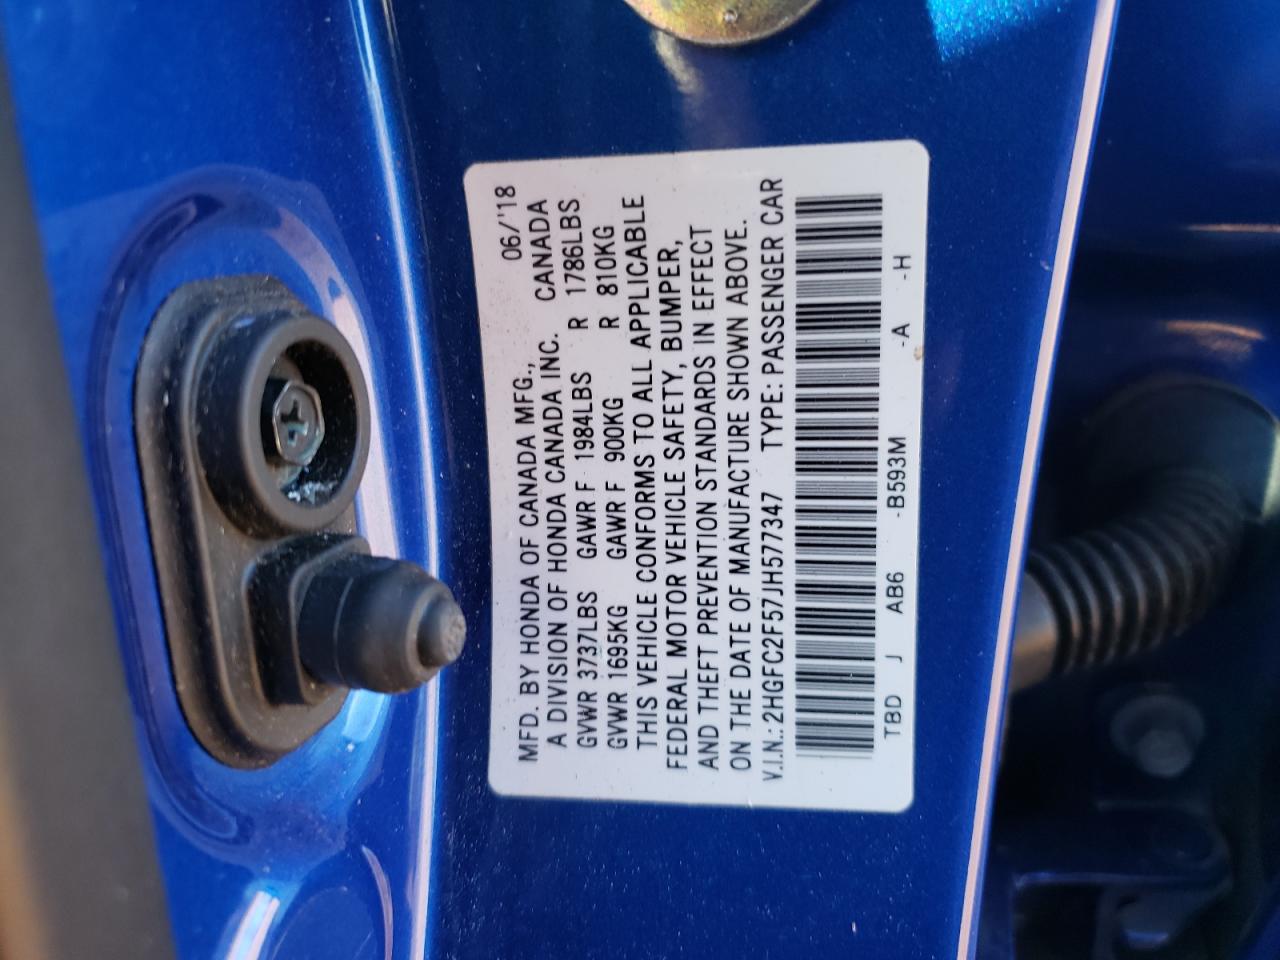 MFD. BY HONDA OF CANADA MFG., 06/'18
A DIVISION OF HONDA CANADA INC. CANADA
GVWR 3737LBS GAWR F 1984LBS R 1786LBS
GVWR 1695KG GAWR F 900KG R 810KG
THIS VEHICLE CONFORMS TO ALL APPLICABLE
FEDERAL MOTOR VEHICLE SAFETY, BUMPER,
AND THEFT PREVENTION STANDARDS IN EFFECT
ON THE DATE OF MANUFACTURE SHOWN ABOVE.
V.I.N.: 2HGFC2F57JH577347 TYPE: PASSENGER CAR
TBD J AB6 -B593M -A -H